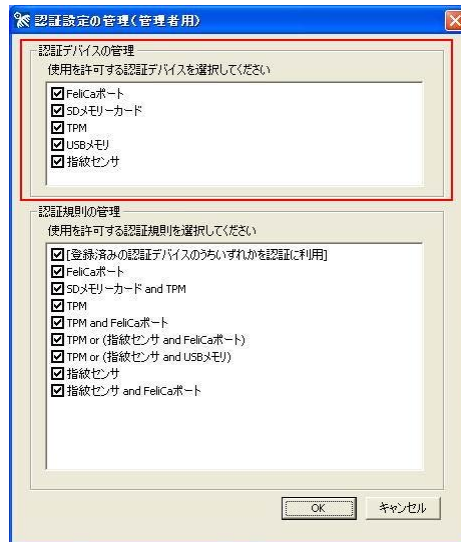 認証設定の管理(管理者用)
認証デバイスの管理
使用を許可する認証デバイスを選択してください
FeliCaポート
SDメモリーカード
TPM
USBメモリ
指紋センサ
認証規則の管理
使用を許可する認証規則を選択してください
[登録済みの認証デバイスのうちいずれかを認証に利用]
FeliCaポート
SDメモリーカード and TPM
TPM
TPM and FeliCaポート
TPM or (指紋センサ and FeliCaポート)
TPM or (指紋センサ and USBメモリ)
指紋センサ
指紋センサ and FeliCaポート
OK
キャンセル